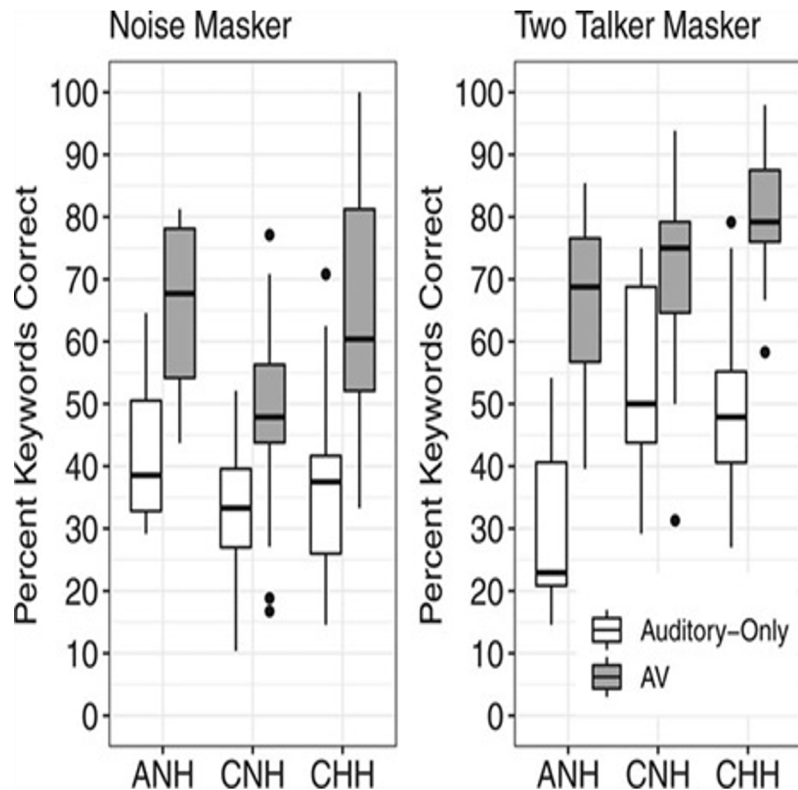 Noise Masker
Percent Keywords Correct
100
90
80
70
60
50
40
30
20
10
0
ANH CNH CHH
Two Talker Masker
Percent Keywords Correct
100
90
80
70
60
50
40
30
20
10
0
Auditory-Only
AV
ANH CNH CHH